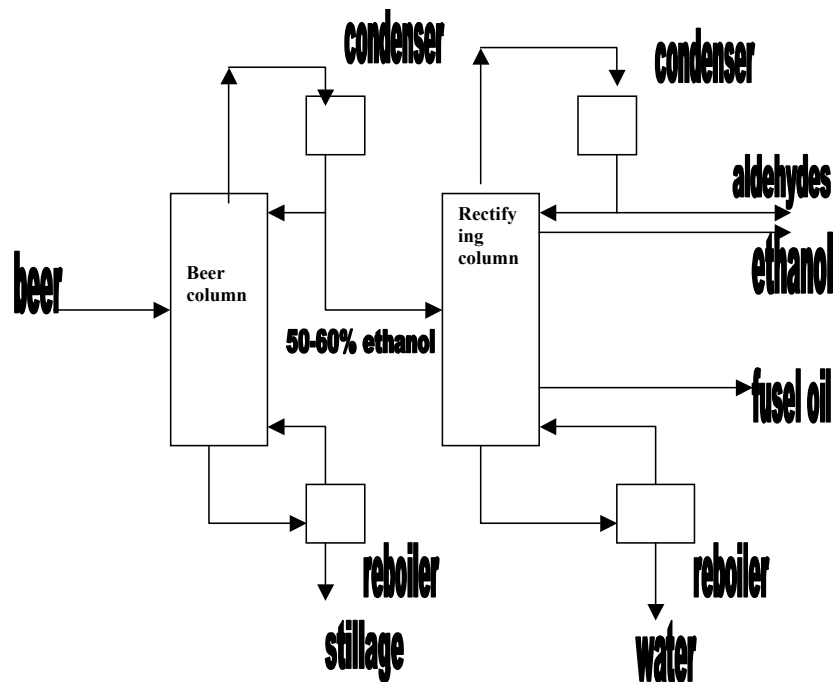 condenser
condenser
aldehydes
Rectify
ing
column
ethanol
Beer
column
beer
50-60% ethanol
fusel oil
reboiler
reboiler
stillage
water